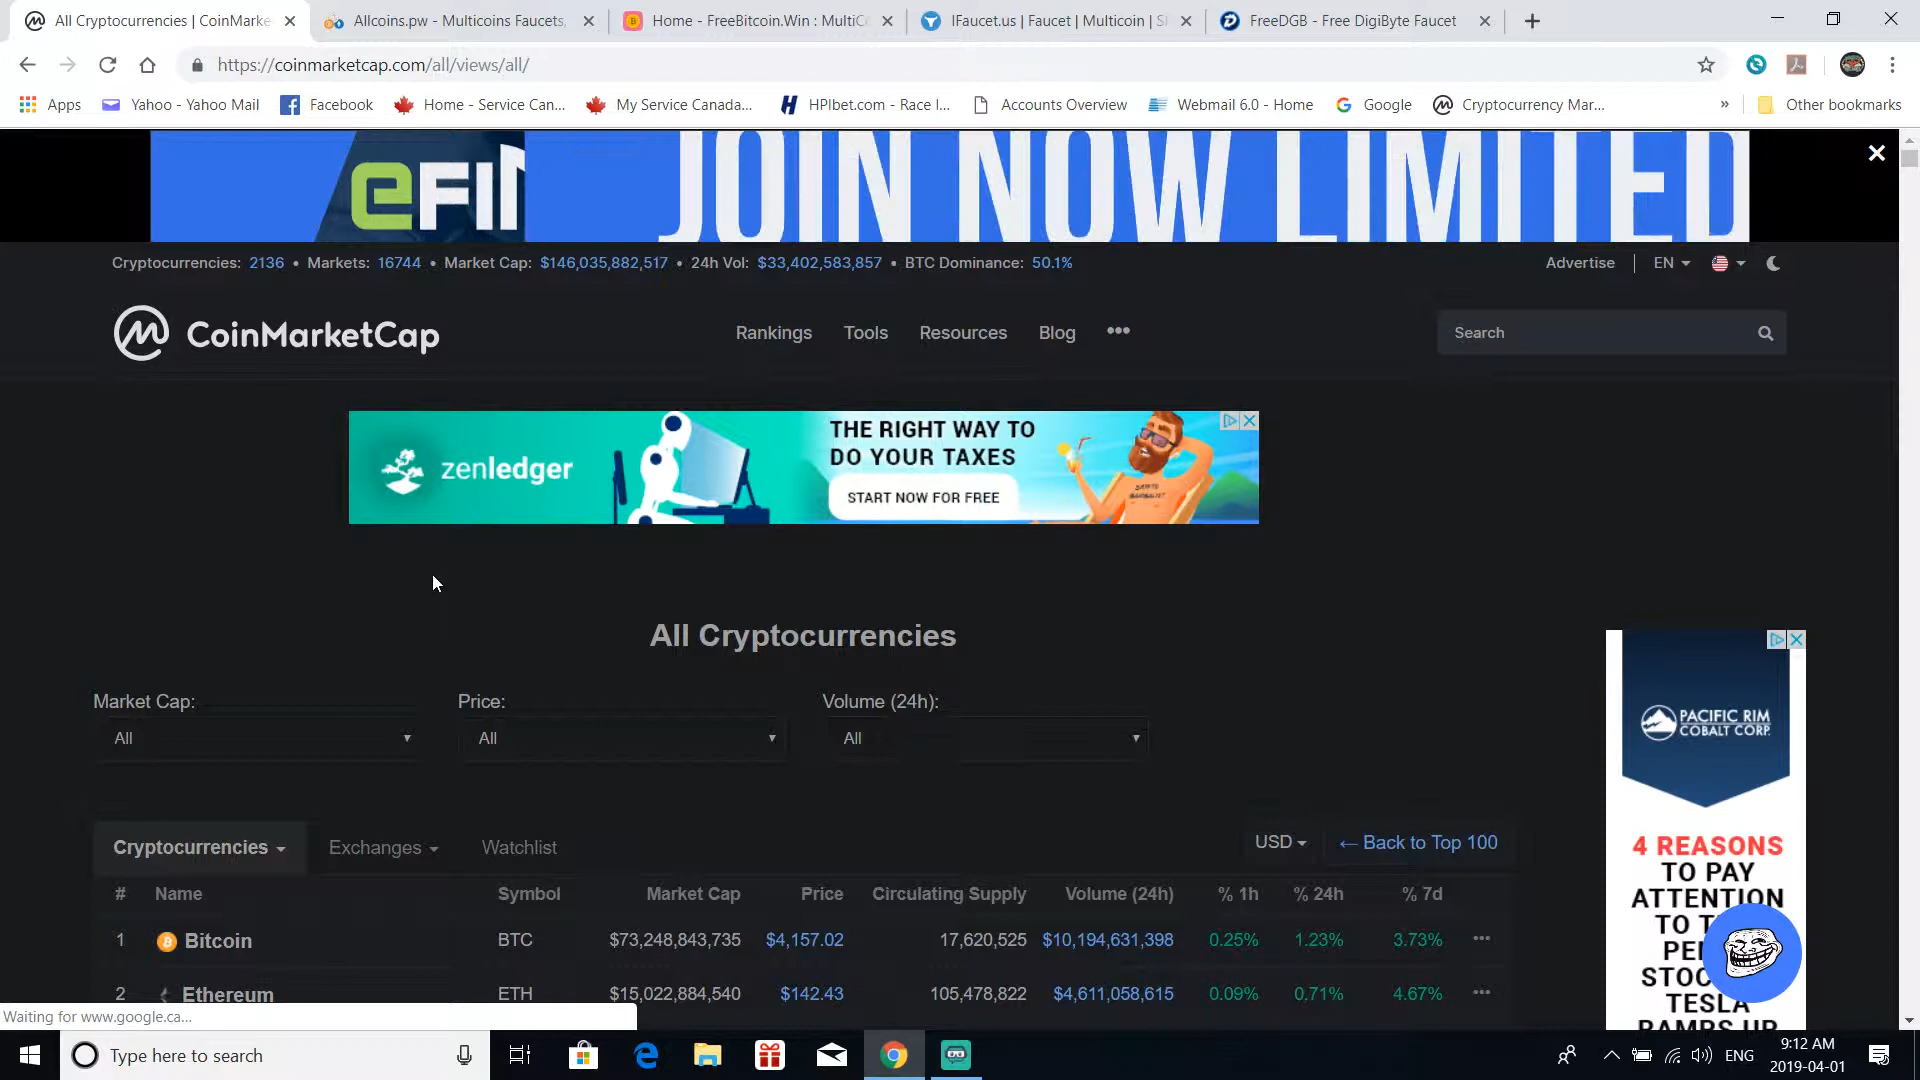 All Cryptocurrencies | CoinMarke
Allcoins.pw - Multicoins Faucets,
Home - FreeBitcoin.Win : MultiC
IFaucet.us | Faucet | Multicoin | S
FreeDGB - Free DigiByte Faucet
https://coinmarketcap.com/all/views/all/
Apps
Yahoo - Yahoo Mail
Facebook
Home - Service Can...
My Service Canada...
HPIbet.com - Race I...
Accounts Overview
Webmail 6.0 - Home
Google
Cryptocurrency Mar...
»
Other bookmarks
eFIN
JOIN NOW LIMITED
Cryptocurrencies: 2136 • Markets: 16744 • Market Cap: $146,035,882,517 • 24h Vol: $33,402,583,857 • BTC Dominance: 50.1%
Advertise
EN
CoinMarketCap
Rankings
Tools
Resources
Blog
Search
zenledger
THE RIGHT WAY TO
DO YOUR TAXES
START NOW FOR FREE
All Cryptocurrencies
Market Cap:
Price:
Volume (24h):
All
All
All
PACIFIC RIM
COBALT CORP.
4 REASONS
TO PAY
ATTENTION
STOC
TESLA
RAMPS UP
Cryptocurrencies
Exchanges
Watchlist
USD
← Back to Top 100
# Name Symbol Market Cap Price Circulating Supply Volume (24h) % 1h % 24h % 7d
1 Bitcoin BTC $73,248,843,735 $4,157.02 17,620,525 $10,194,631,398 0.25% 1.23% 3.73%
2 Ethereum ETH $15,022,884,540 $142.43 105,478,822 $4,611,058,615 0.09% 0.71% 4.67%
Waiting for www.google.ca...
Type here to search
ENG
9:12 AM
2019-04-01